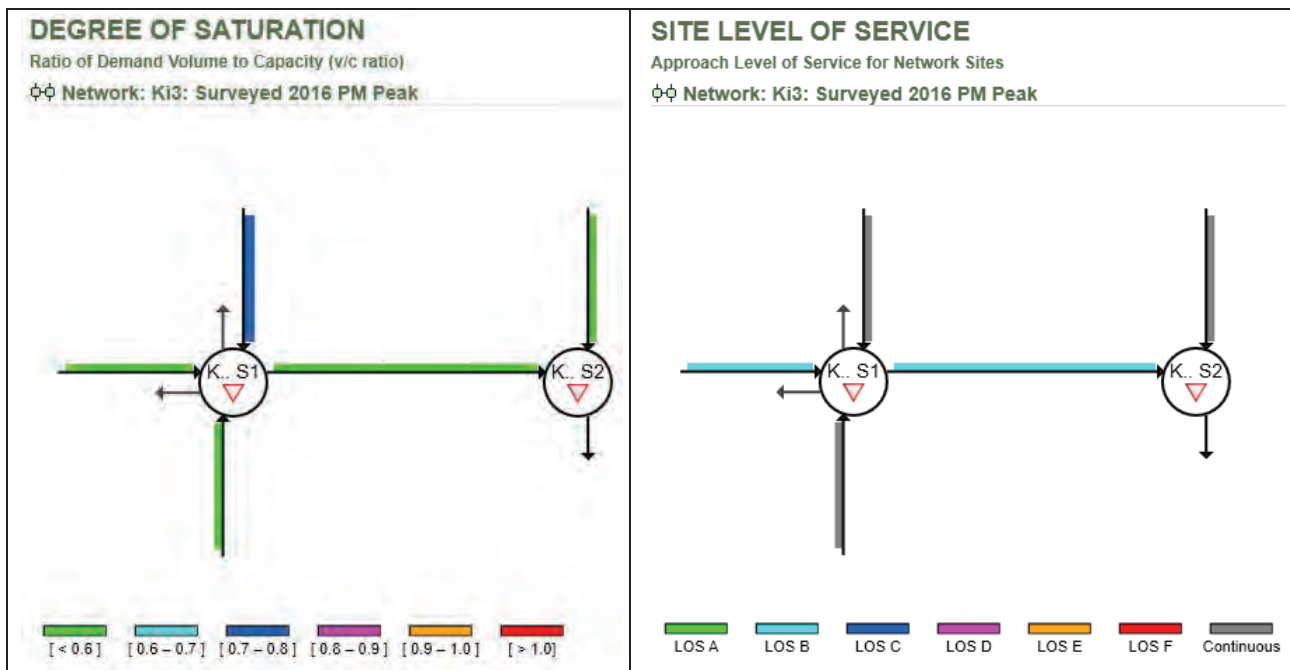 DEGREE OF SATURATION
Ratio of Demand Volume to Capacity (v/c ratio)
Network: Ki3: Surveyed 2016 PM Peak
K.. S1
K.. S2
[ < 0.6 ]
[ 0.6 – 0.7 ]
[ 0.7 – 0.8 ]
[ 0.8 – 0.9 ]
[ 0.9 – 1.0 ]
[ > 1.0 ]
SITE LEVEL OF SERVICE
Approach Level of Service for Network Sites
Network: Ki3: Surveyed 2016 PM Peak
K.. S1
K.. S2
LOS A
LOS B
LOS C
LOS D
LOS E
LOS F
Continuous